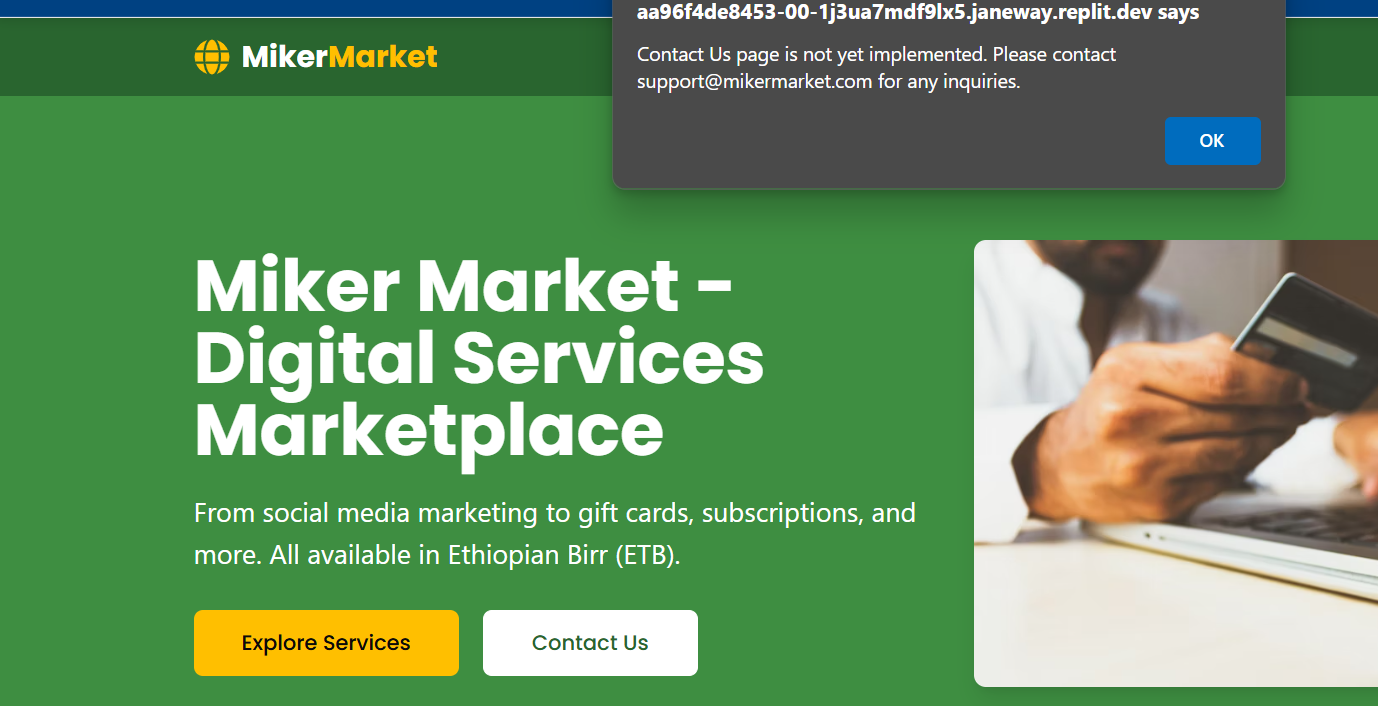 aa96f4de8453-00-1j3ua7mdf9lx5.janeway.replit.dev says
Contact Us page is not yet implemented. Please contact
support@mikermarket.com for any inquiries.
OK
MikerMarket
Miker Market -
Digital Services
Marketplace
From social media marketing to gift cards, subscriptions, and
more. All available in Ethiopian Birr (ETB).
Explore Services
Contact Us